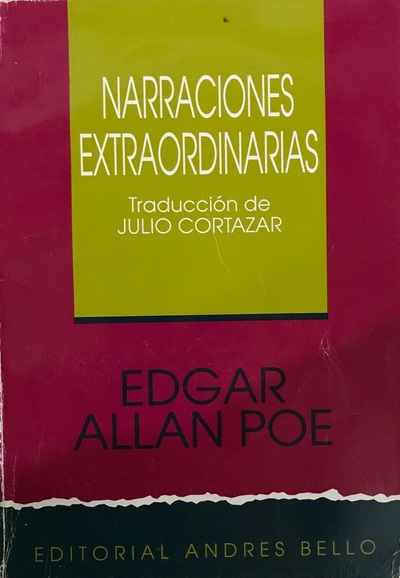 NARRACIONES
EXTRAORDINARIAS
Traducción de
JULIO CORTAZAR
EDGAR
ALLAN POE
EDITORIAL ANDRES BELLO